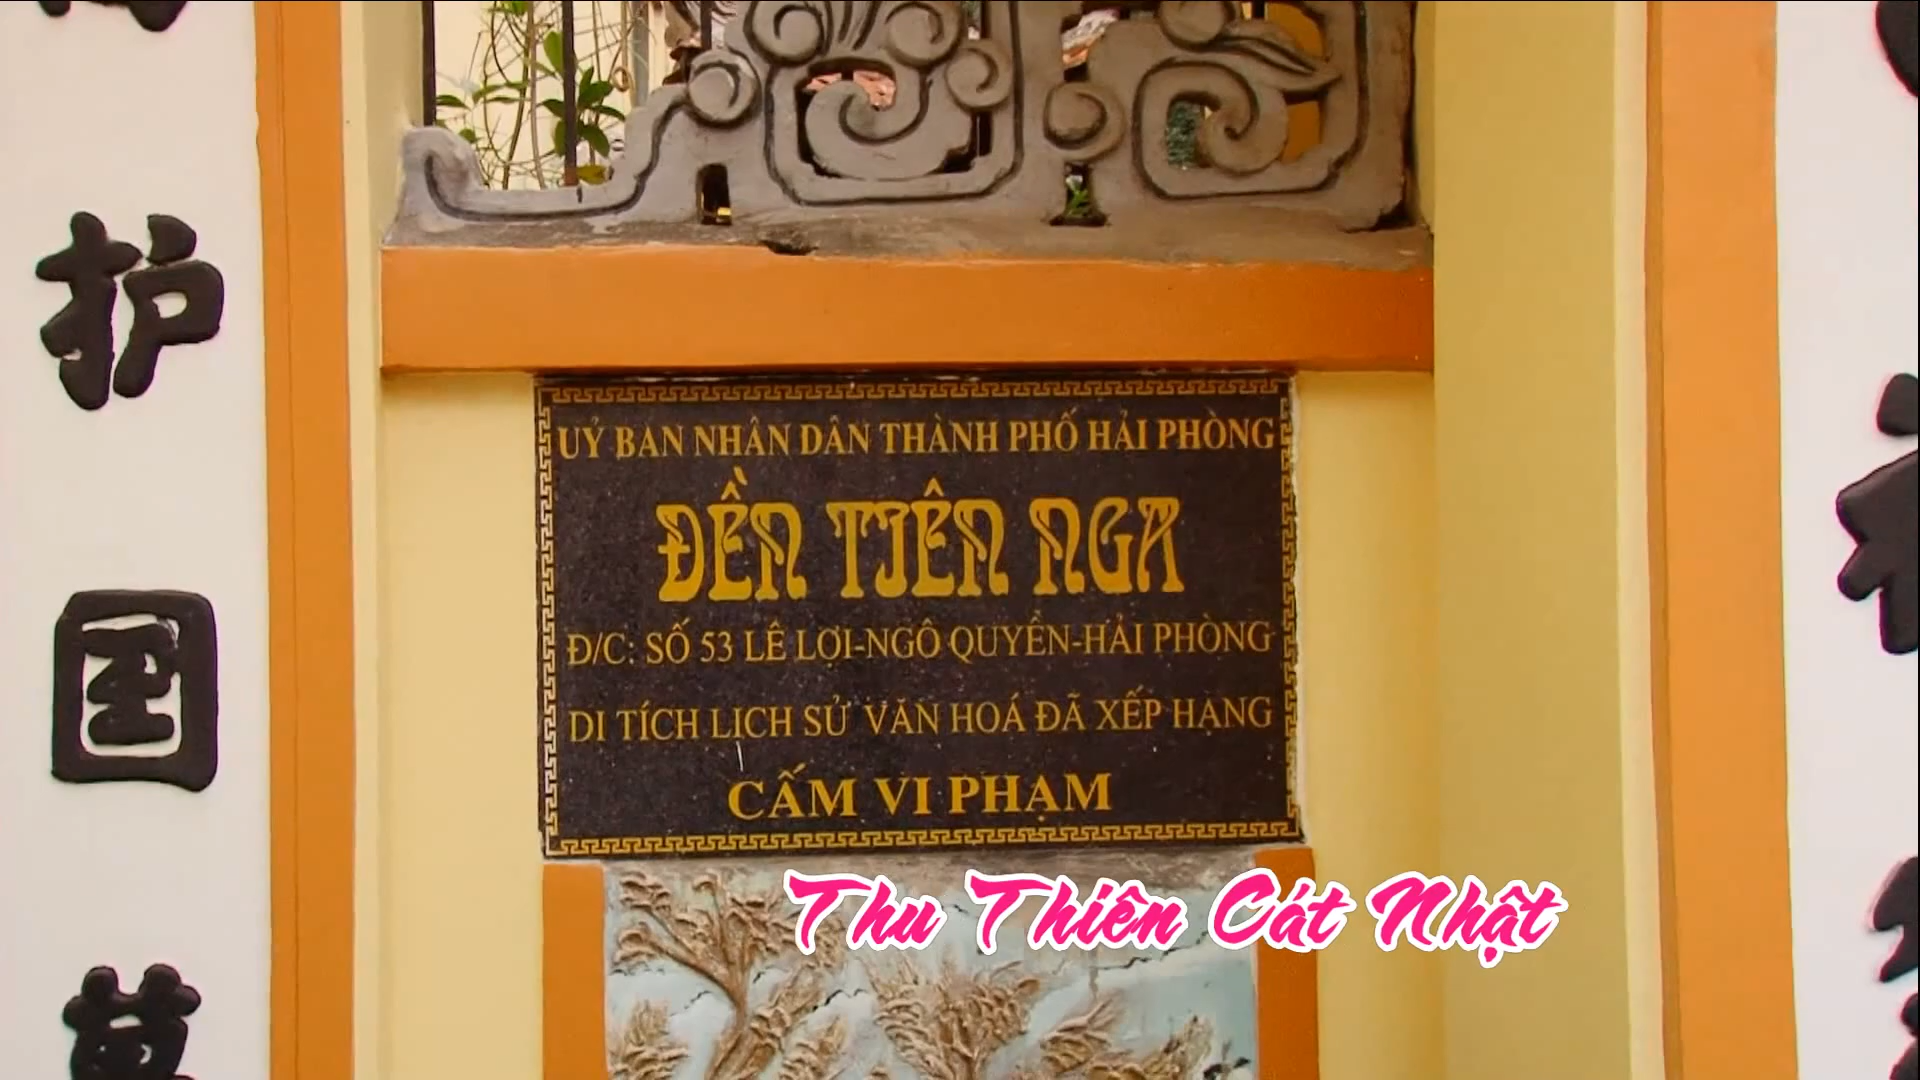 护
国
UỶ BAN NHÂN DÂN THÀNH PHỐ HẢI PHÒNG
ĐỀN TIÊN NGA
Đ/C: SỐ 53 LÊ LỢI-NGÔ QUYỀN-HẢI PHÒNG
DI TÍCH LỊCH SỬ VĂN HOÁ ĐÃ XẾP HẠNG
CẤM VI PHẠM
Thu Thiên Cát Nhật